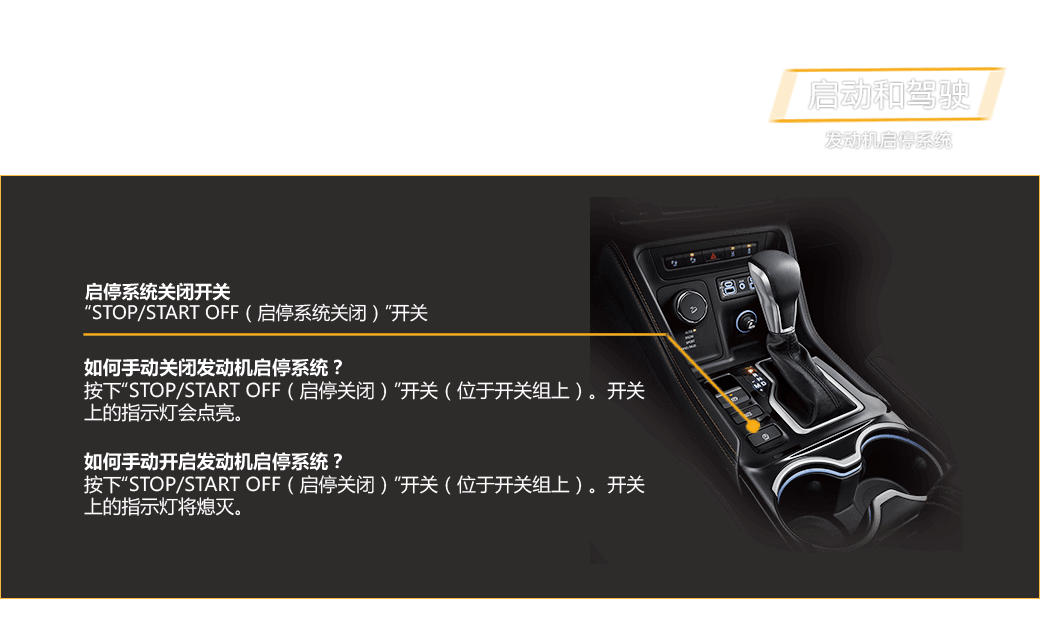 启动和驾驶
发动机启停系统
启停系统关闭开关
“STOP/START OFF（启停系统关闭）”开关
如何手动关闭发动机启停系统？
按下“STOP/START OFF（启停关闭）”开关（位于开关组上）。开关
上的指示灯会点亮。
如何手动开启发动机启停系统？
按下“STOP/START OFF（启停关闭）”开关（位于开关组上）。开关
上的指示灯将熄灭。